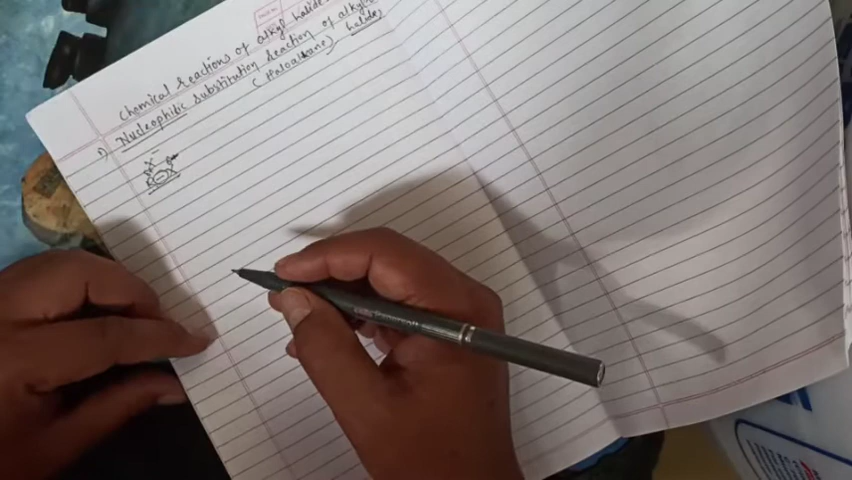 Chemical reactions of alkyl halide
1) Nucleophilic substitution reaction of alkyl
(Haloalkane) halide